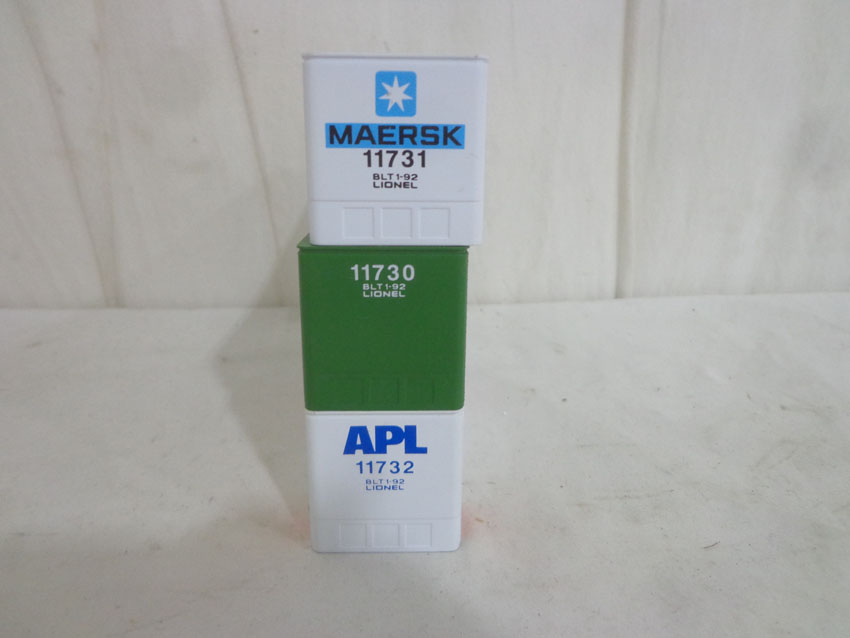 MAERSK
11731
BLT 1-92
LIONEL
11730
BLT 1-92
LIONEL
APL
11732
BLT 1-92
LIONEL